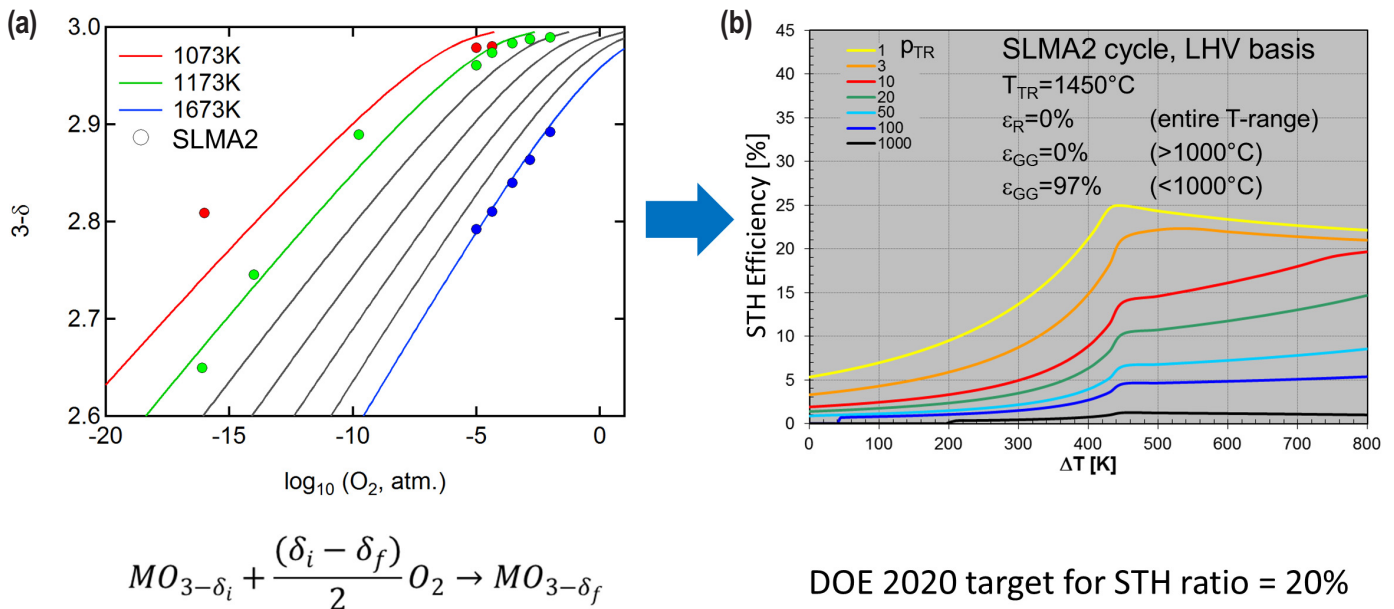 (a)
3.0
2.9
2.8
2.7
2.6
3-δ
1073K
1173K
1673K
SLMA2
-20 -15 -10 -5 0
log₁₀ (O₂, atm.)
MO₃₋δᵢ + (δᵢ − δf)/2 O₂ → MO₃₋δf
(b)
45
40
35
30
25
20
15
10
5
0
STH Efficiency [%]
1 pTR
3
10
20
50
100
1000
SLMA2 cycle, LHV basis
TTR=1450°C
εR=0% (entire T-range)
εGG=0% (>1000°C)
εGG=97% (<1000°C)
0 100 200 300 400 500 600 700 800
ΔT [K]
DOE 2020 target for STH ratio = 20%